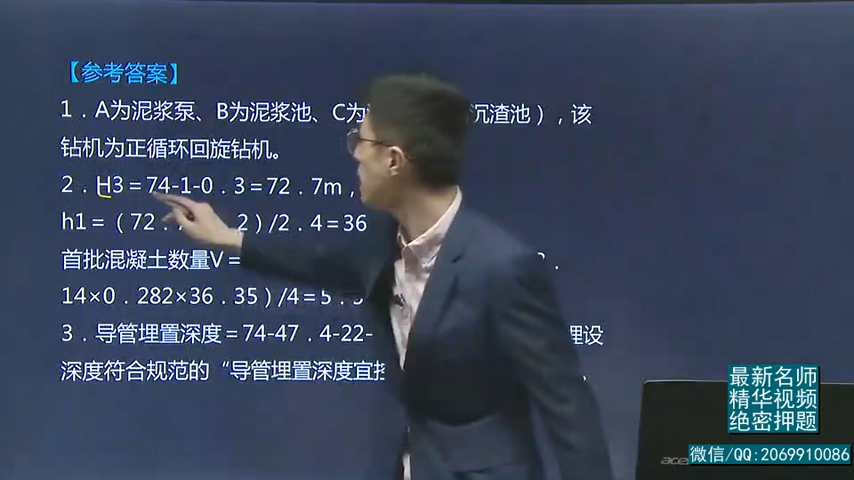 【参考答案】
1．A为泥浆泵、B为泥浆池、C为 沉渣池），该
钻机为正循环回旋钻机。
2．H3＝74-1-0．3＝72．7m，
h1＝（72． 2）/2．4＝36
首批混凝土数量V＝
14×0．282×36．35）/4＝5．
3．导管埋置深度＝74-47．4-22- 埋设
深度符合规范的“导管埋置深度宜控
最新名师
精华视频
绝密押题
微信/QQ:2069910086
acer